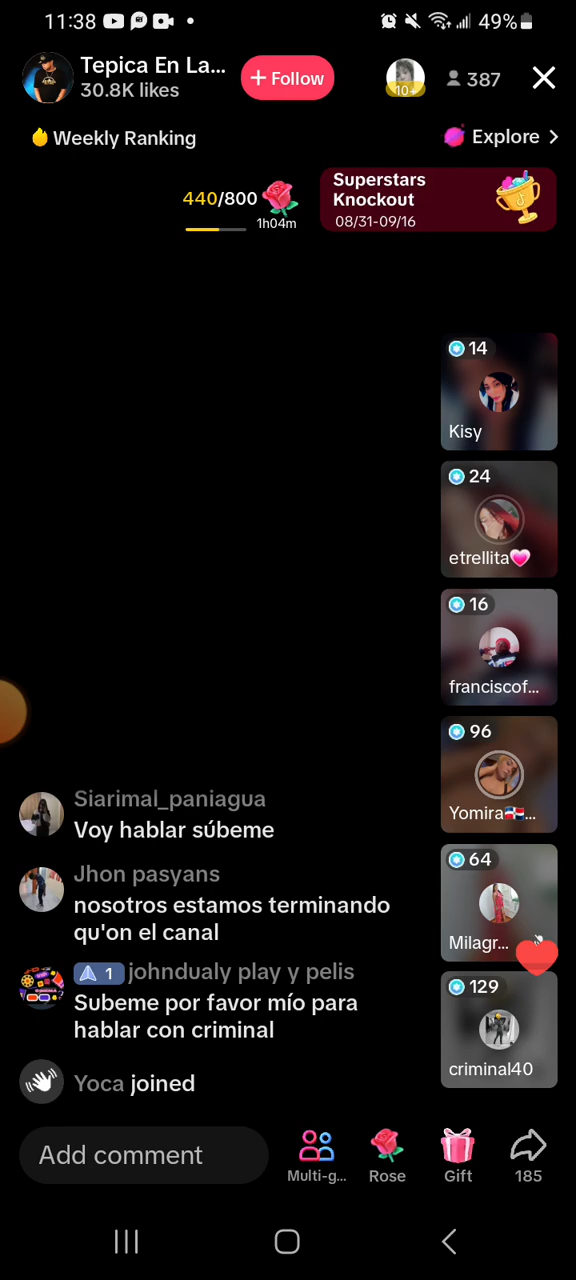 11:38
49%
Tepica En La...
30.8K likes
+ Follow
10+
387
Weekly Ranking
Explore
440/800
1h04m
Superstars
Knockout
08/31-09/16
14
Kisy
24
etrellita
16
franciscof...
96
Yomira🇩🇴...
64
Milagr...
129
criminal40
Siarimal_paniagua
Voy hablar súbeme
Jhon pasyans
nosotros estamos terminando
qu'on el canal
1 johndualy play y pelis
Subeme por favor mío para
hablar con criminal
Yoca joined
Add comment
Multi-g...
Rose
Gift
185